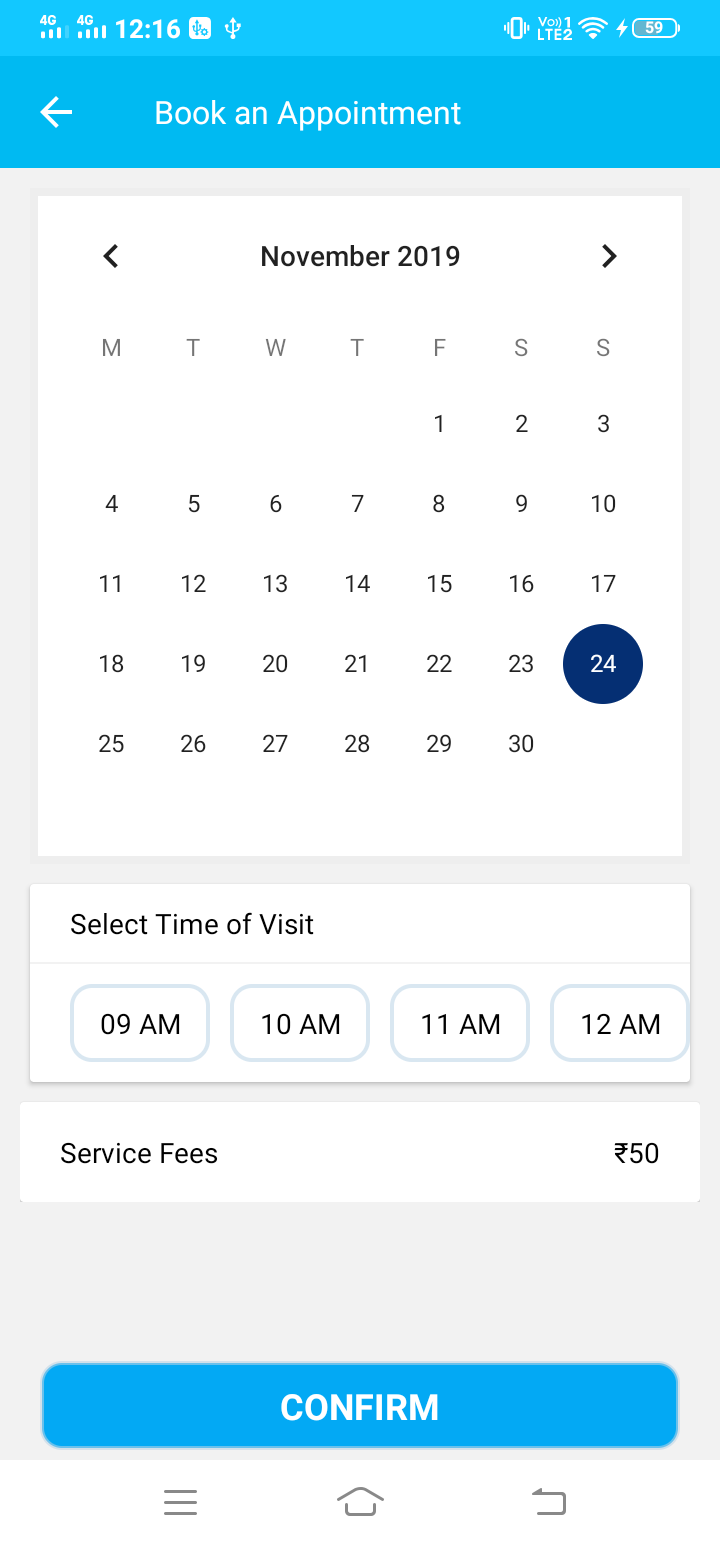 4G 4G 12:16 Vo)) 1 LTE2 59
Book an Appointment
November 2019
M T W T F S S
1 2 3
4 5 6 7 8 9 10
11 12 13 14 15 16 17
18 19 20 21 22 23 24
25 26 27 28 29 30
Select Time of Visit
09 AM 10 AM 11 AM 12 AM
Service Fees ₹50
CONFIRM